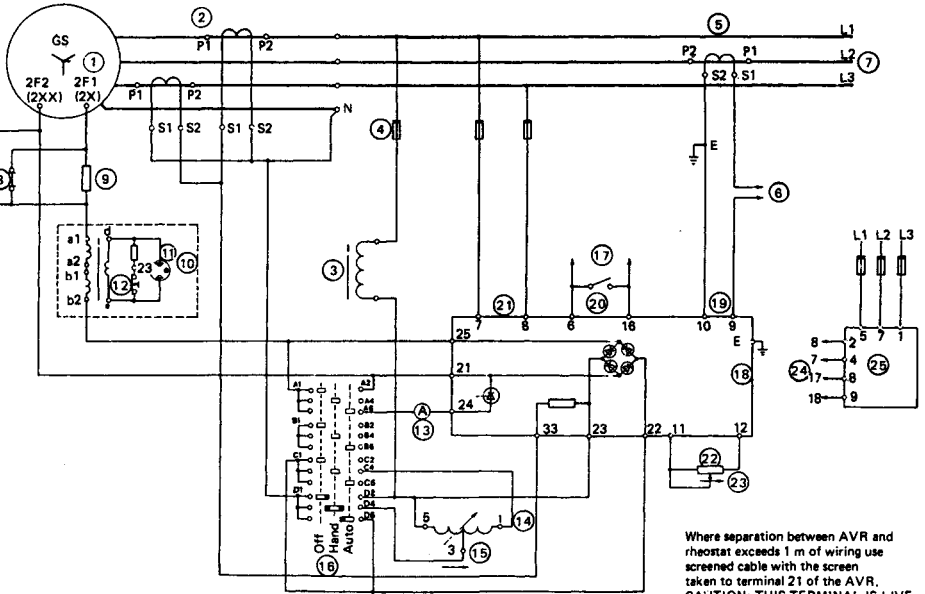 2
5
L1
GS
P1
P2
1
P2
P1
L2
7
2F2
2F1
(2XX)
(2X)
S2
S1
P1
P2
L3
N
S1
S2
S1
S2
4
E
9
6
d
a1
11
10
L1
L2
L3
a2
23
3
17
b1
12
b2
20
21
19
7
8
6
16
10
9
25
E
5
7
1
8
2
18
21
7
4
25
24
17
8
A1
A2
24
A4
A
18
9
A6
13
B1
B2
33
23
22
11
12
B4
B6
C1
C2
22
C4
C6
23
D1
D2
D4
5
1
14
D6
Off
Hand
Auto
3
15
16
Where separation between AVR and
rheostat exceeds 1 m of wiring use
screened cable with the screen
taken to terminal 21 of the AVR,
CAUTION, THIS TERMINAL IS LIVE